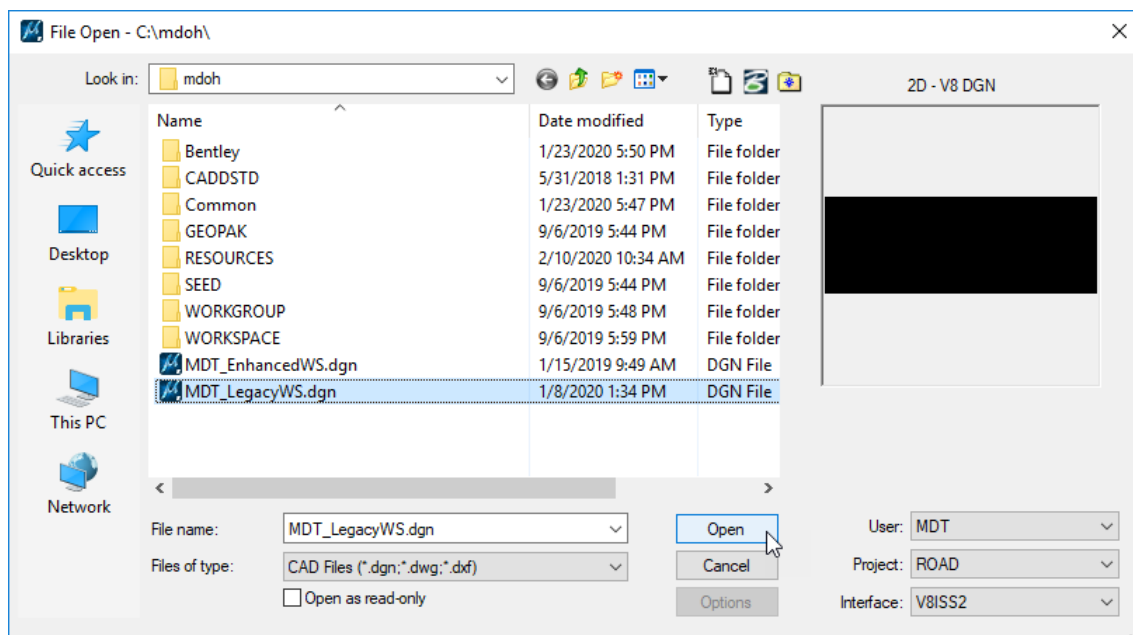 File Open - C:\mdoh\
Look in: mdoh
2D - V8 DGN
Quick access
Desktop
Libraries
This PC
Network
Name Date modified Type
Bentley 1/23/2020 5:50 PM File folder
CADDSTD 5/31/2018 1:31 PM File folder
Common 1/23/2020 5:47 PM File folder
GEOPAK 9/6/2019 5:44 PM File folder
RESOURCES 2/10/2020 10:34 AM File folder
SEED 9/6/2019 5:44 PM File folder
WORKGROUP 9/6/2019 5:48 PM File folder
WORKSPACE 9/6/2019 5:59 PM File folder
MDT_EnhancedWS.dgn 1/15/2019 9:49 AM DGN File
MDT_LegacyWS.dgn 1/8/2020 1:34 PM DGN File
File name: MDT_LegacyWS.dgn Open
Files of type: CAD Files (*.dgn;*.dwg;*.dxf) Cancel
Open as read-only Options
User: MDT
Project: ROAD
Interface: V8ISS2